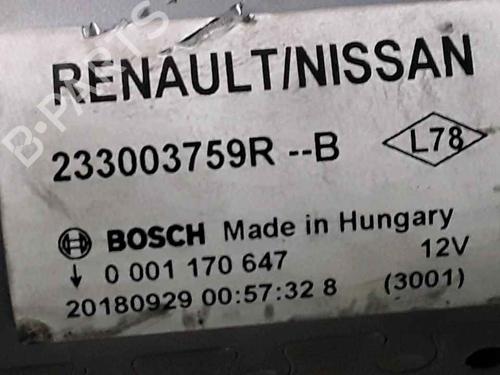 RENAULT/NISSAN
233003759R --B
L78
BOSCH Made in Hungary
0 001 170 647 12V
20180929 00:57:32 8 (3001)
B-PARTS